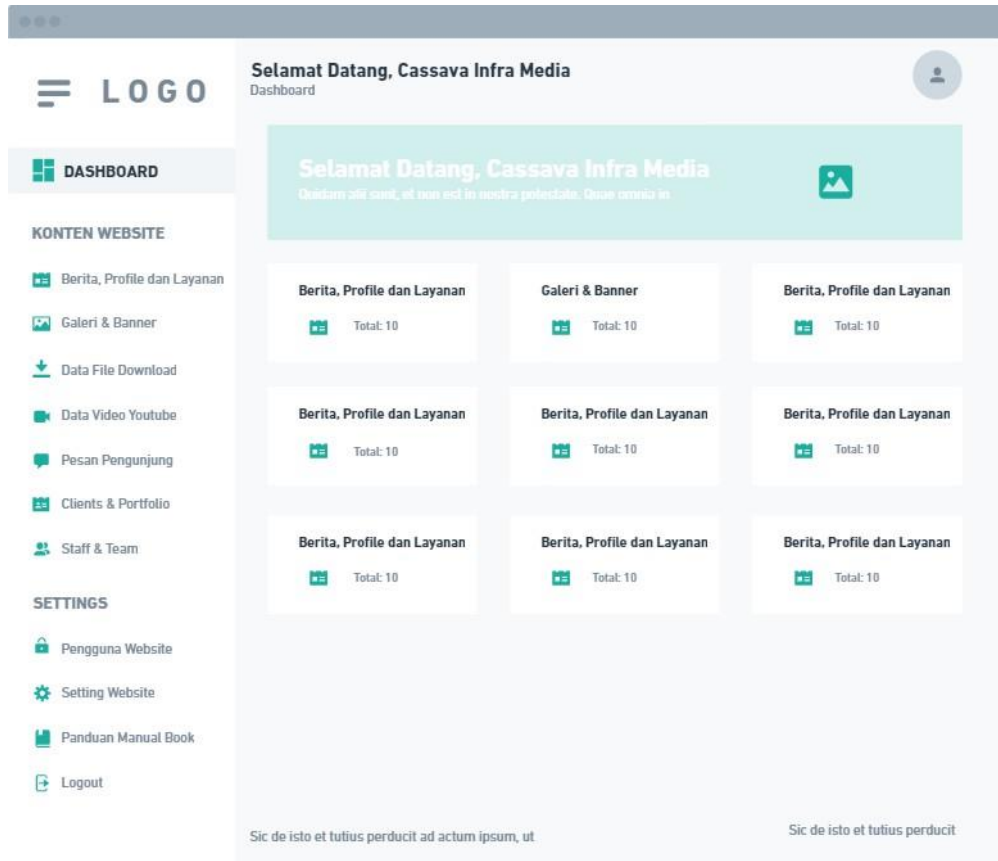 LOGO
DASHBOARD
KONTEN WEBSITE
Berita, Profile dan Layanan
Galeri & Banner
Data File Download
Data Video Youtube
Pesan Pengunjung
Clients & Portfolio
Staff & Team
SETTINGS
Pengguna Website
Setting Website
Panduan Manual Book
Logout
Selamat Datang, Cassava Infra Media
Dashboard
Selamat Datang, Cassava Infra Media
Quidam alii sunt, et non est in nostra potestate. Quae omnia in
Berita, Profile dan Layanan
Total: 10
Galeri & Banner
Total: 10
Berita, Profile dan Layanan
Total: 10
Berita, Profile dan Layanan
Total: 10
Berita, Profile dan Layanan
Total: 10
Berita, Profile dan Layanan
Total: 10
Berita, Profile dan Layanan
Total: 10
Berita, Profile dan Layanan
Total: 10
Berita, Profile dan Layanan
Total: 10
Sic de isto et tutius perducit ad actum ipsum, ut
Sic de isto et tutius perducit